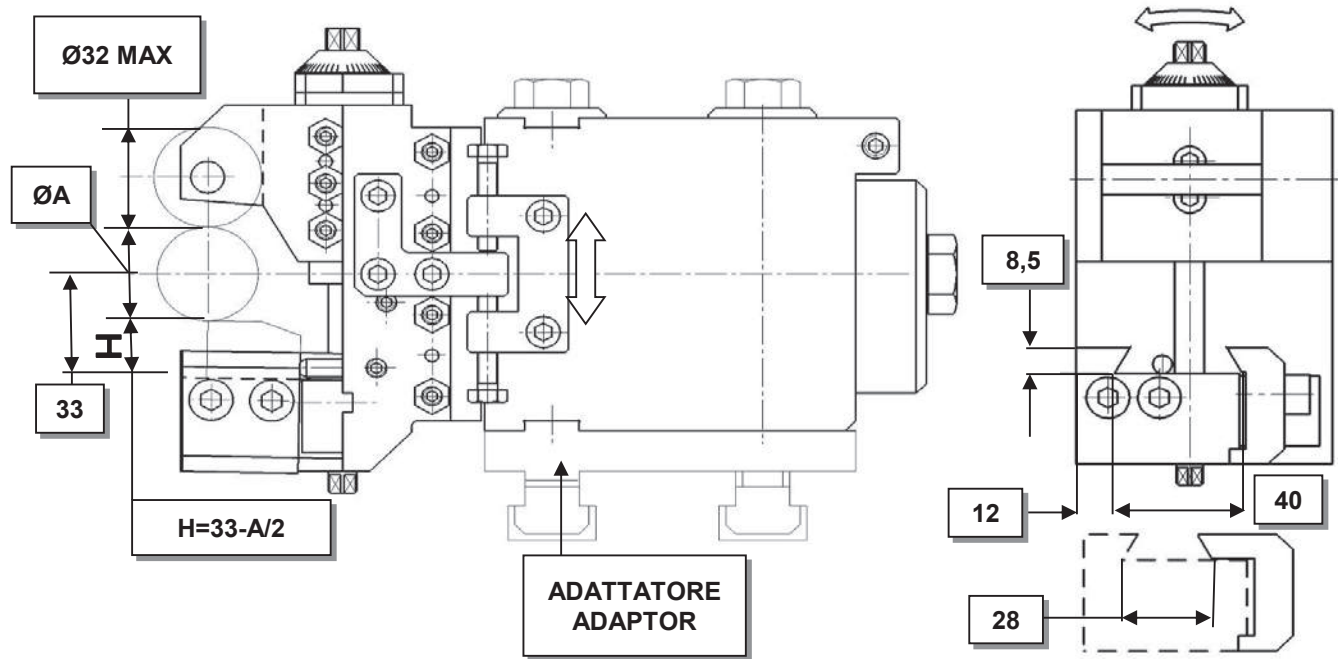 Ø32 MAX
ØA
H
33
H=33-A/2
ADATTATORE
ADAPTOR
8,5
12
40
28